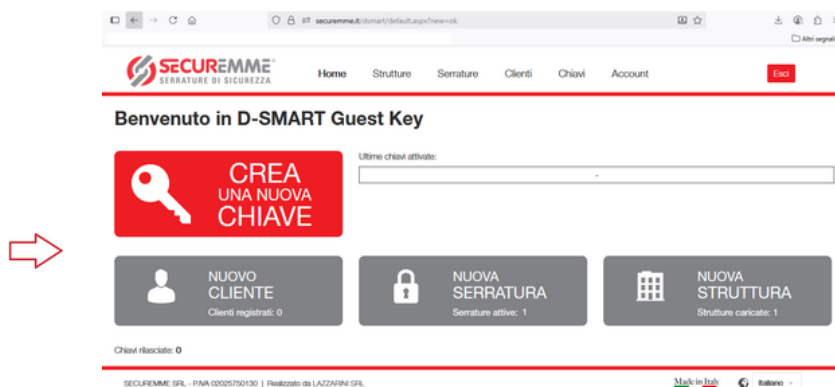 securemme.it/dsmart/default.aspx?new=ok
Altri segnali
SECUREMME
SERRATURE DI SICUREZZA
Home Strutture Serrature Clienti Chiavi Account
Esci
Benvenuto in D-SMART Guest Key
CREA
UNA NUOVA
CHIAVE
Ultime chiavi attivate:
-
NUOVO
CLIENTE
Clienti registrati: 0
NUOVA
SERRATURA
Serrature attive: 1
NUOVA
STRUTTURA
Strutture caricate: 1
Chiavi rilasciate: 0
SECUREMME SRL - P.IVA 02025750130 | Realizzato da LAZZARINI SRL
Made in Italy
Italiano